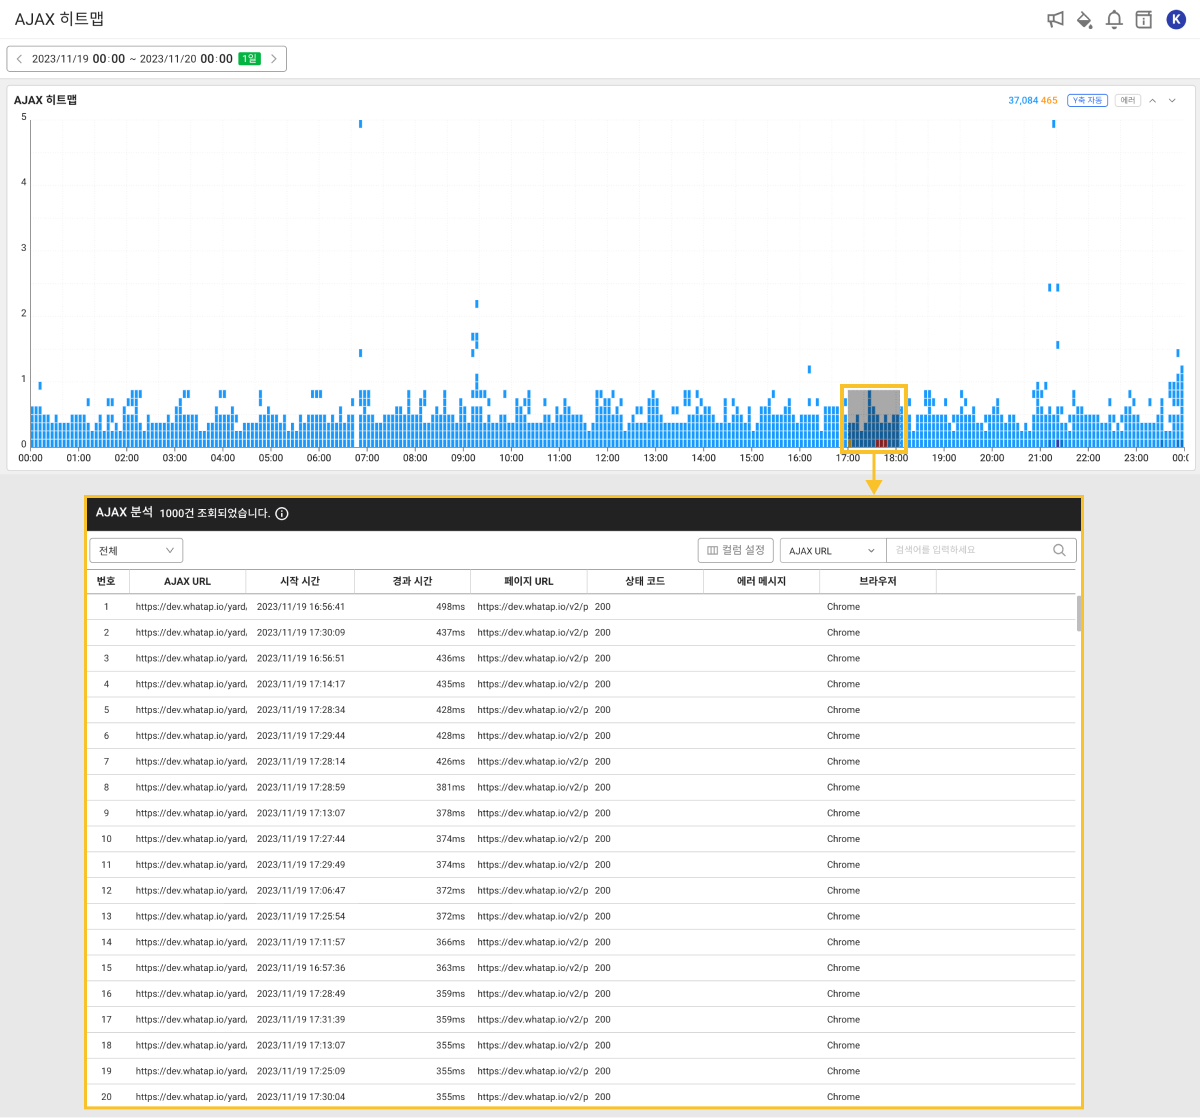 AJAX 히트맵
K
2023/11/19 00:00 ~ 2023/11/20 00:00 1일
AJAX 히트맵
37,084 465 Y축 자동 에러
5
4
3
2
1
0
00:00 01:00 02:00 03:00 04:00 05:00 06:00 07:00 08:00 09:00 10:00 11:00 12:00 13:00 14:00 15:00 16:00 17:00 18:00 19:00 20:00 21:00 22:00 23:00 00:0
AJAX 분석 1000건 조회되었습니다.
전체 컬럼 설정 AJAX URL 검색어를 입력하세요
번호 AJAX URL 시작 시간 경과 시간 페이지 URL 상태 코드 에러 메시지 브라우저
1 https://dev.whatap.io/yard, 2023/11/19 16:56:41 498ms https://dev.whatap.io/v2/p 200 Chrome
2 https://dev.whatap.io/yard, 2023/11/19 17:30:09 437ms https://dev.whatap.io/v2/p 200 Chrome
3 https://dev.whatap.io/yard, 2023/11/19 16:56:51 436ms https://dev.whatap.io/v2/p 200 Chrome
4 https://dev.whatap.io/yard, 2023/11/19 17:14:17 435ms https://dev.whatap.io/v2/p 200 Chrome
5 https://dev.whatap.io/yard, 2023/11/19 17:28:34 428ms https://dev.whatap.io/v2/p 200 Chrome
6 https://dev.whatap.io/yard, 2023/11/19 17:29:44 428ms https://dev.whatap.io/v2/p 200 Chrome
7 https://dev.whatap.io/yard, 2023/11/19 17:28:14 426ms https://dev.whatap.io/v2/p 200 Chrome
8 https://dev.whatap.io/yard, 2023/11/19 17:28:59 381ms https://dev.whatap.io/v2/p 200 Chrome
9 https://dev.whatap.io/yard, 2023/11/19 17:13:07 378ms https://dev.whatap.io/v2/p 200 Chrome
10 https://dev.whatap.io/yard, 2023/11/19 17:27:44 374ms https://dev.whatap.io/v2/p 200 Chrome
11 https://dev.whatap.io/yard, 2023/11/19 17:29:49 374ms https://dev.whatap.io/v2/p 200 Chrome
12 https://dev.whatap.io/yard, 2023/11/19 17:06:47 372ms https://dev.whatap.io/v2/p 200 Chrome
13 https://dev.whatap.io/yard, 2023/11/19 17:25:54 372ms https://dev.whatap.io/v2/p 200 Chrome
14 https://dev.whatap.io/yard, 2023/11/19 17:11:57 366ms https://dev.whatap.io/v2/p 200 Chrome
15 https://dev.whatap.io/yard, 2023/11/19 16:57:36 363ms https://dev.whatap.io/v2/p 200 Chrome
16 https://dev.whatap.io/yard, 2023/11/19 17:28:49 359ms https://dev.whatap.io/v2/p 200 Chrome
17 https://dev.whatap.io/yard, 2023/11/19 17:31:39 359ms https://dev.whatap.io/v2/p 200 Chrome
18 https://dev.whatap.io/yard, 2023/11/19 17:13:07 355ms https://dev.whatap.io/v2/p 200 Chrome
19 https://dev.whatap.io/yard, 2023/11/19 17:25:09 355ms https://dev.whatap.io/v2/p 200 Chrome
20 https://dev.whatap.io/yard, 2023/11/19 17:30:04 355ms https://dev.whatap.io/v2/p 200 Chrome